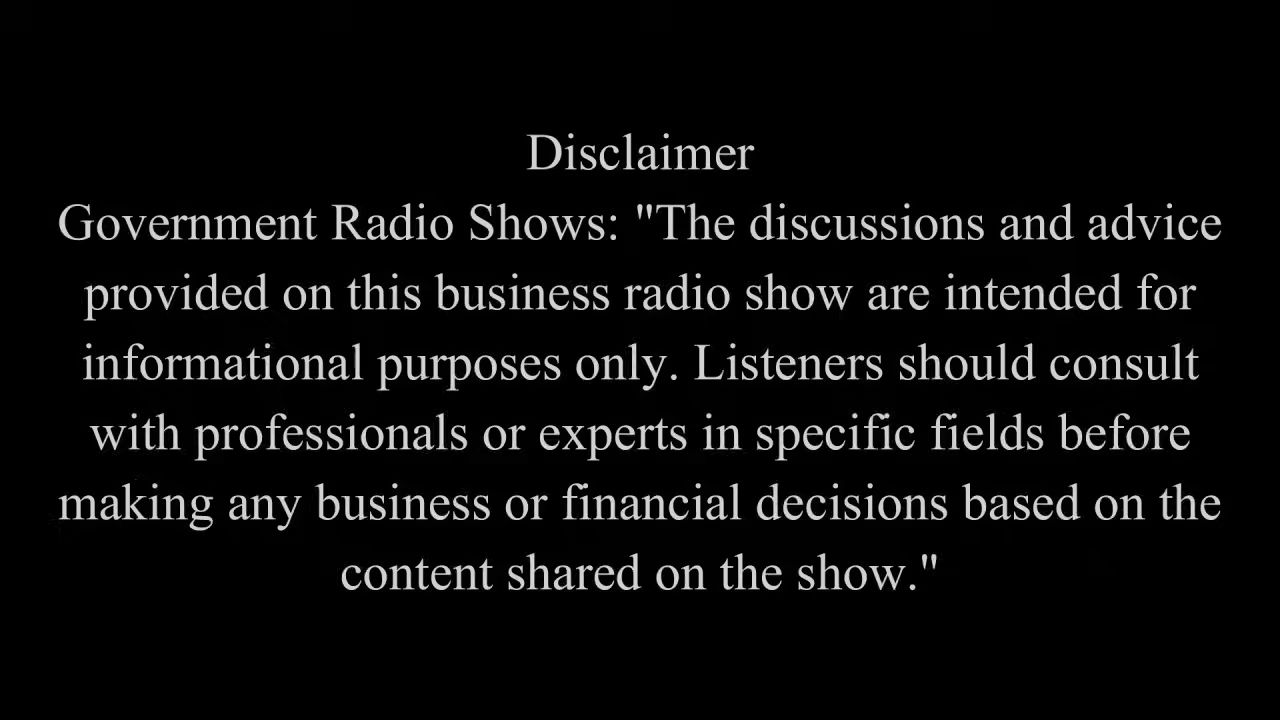 Disclaimer
Government Radio Shows: "The discussions and advice
provided on this business radio show are intended for
informational purposes only. Listeners should consult
with professionals or experts in specific fields before
making any business or financial decisions based on the
content shared on the show."